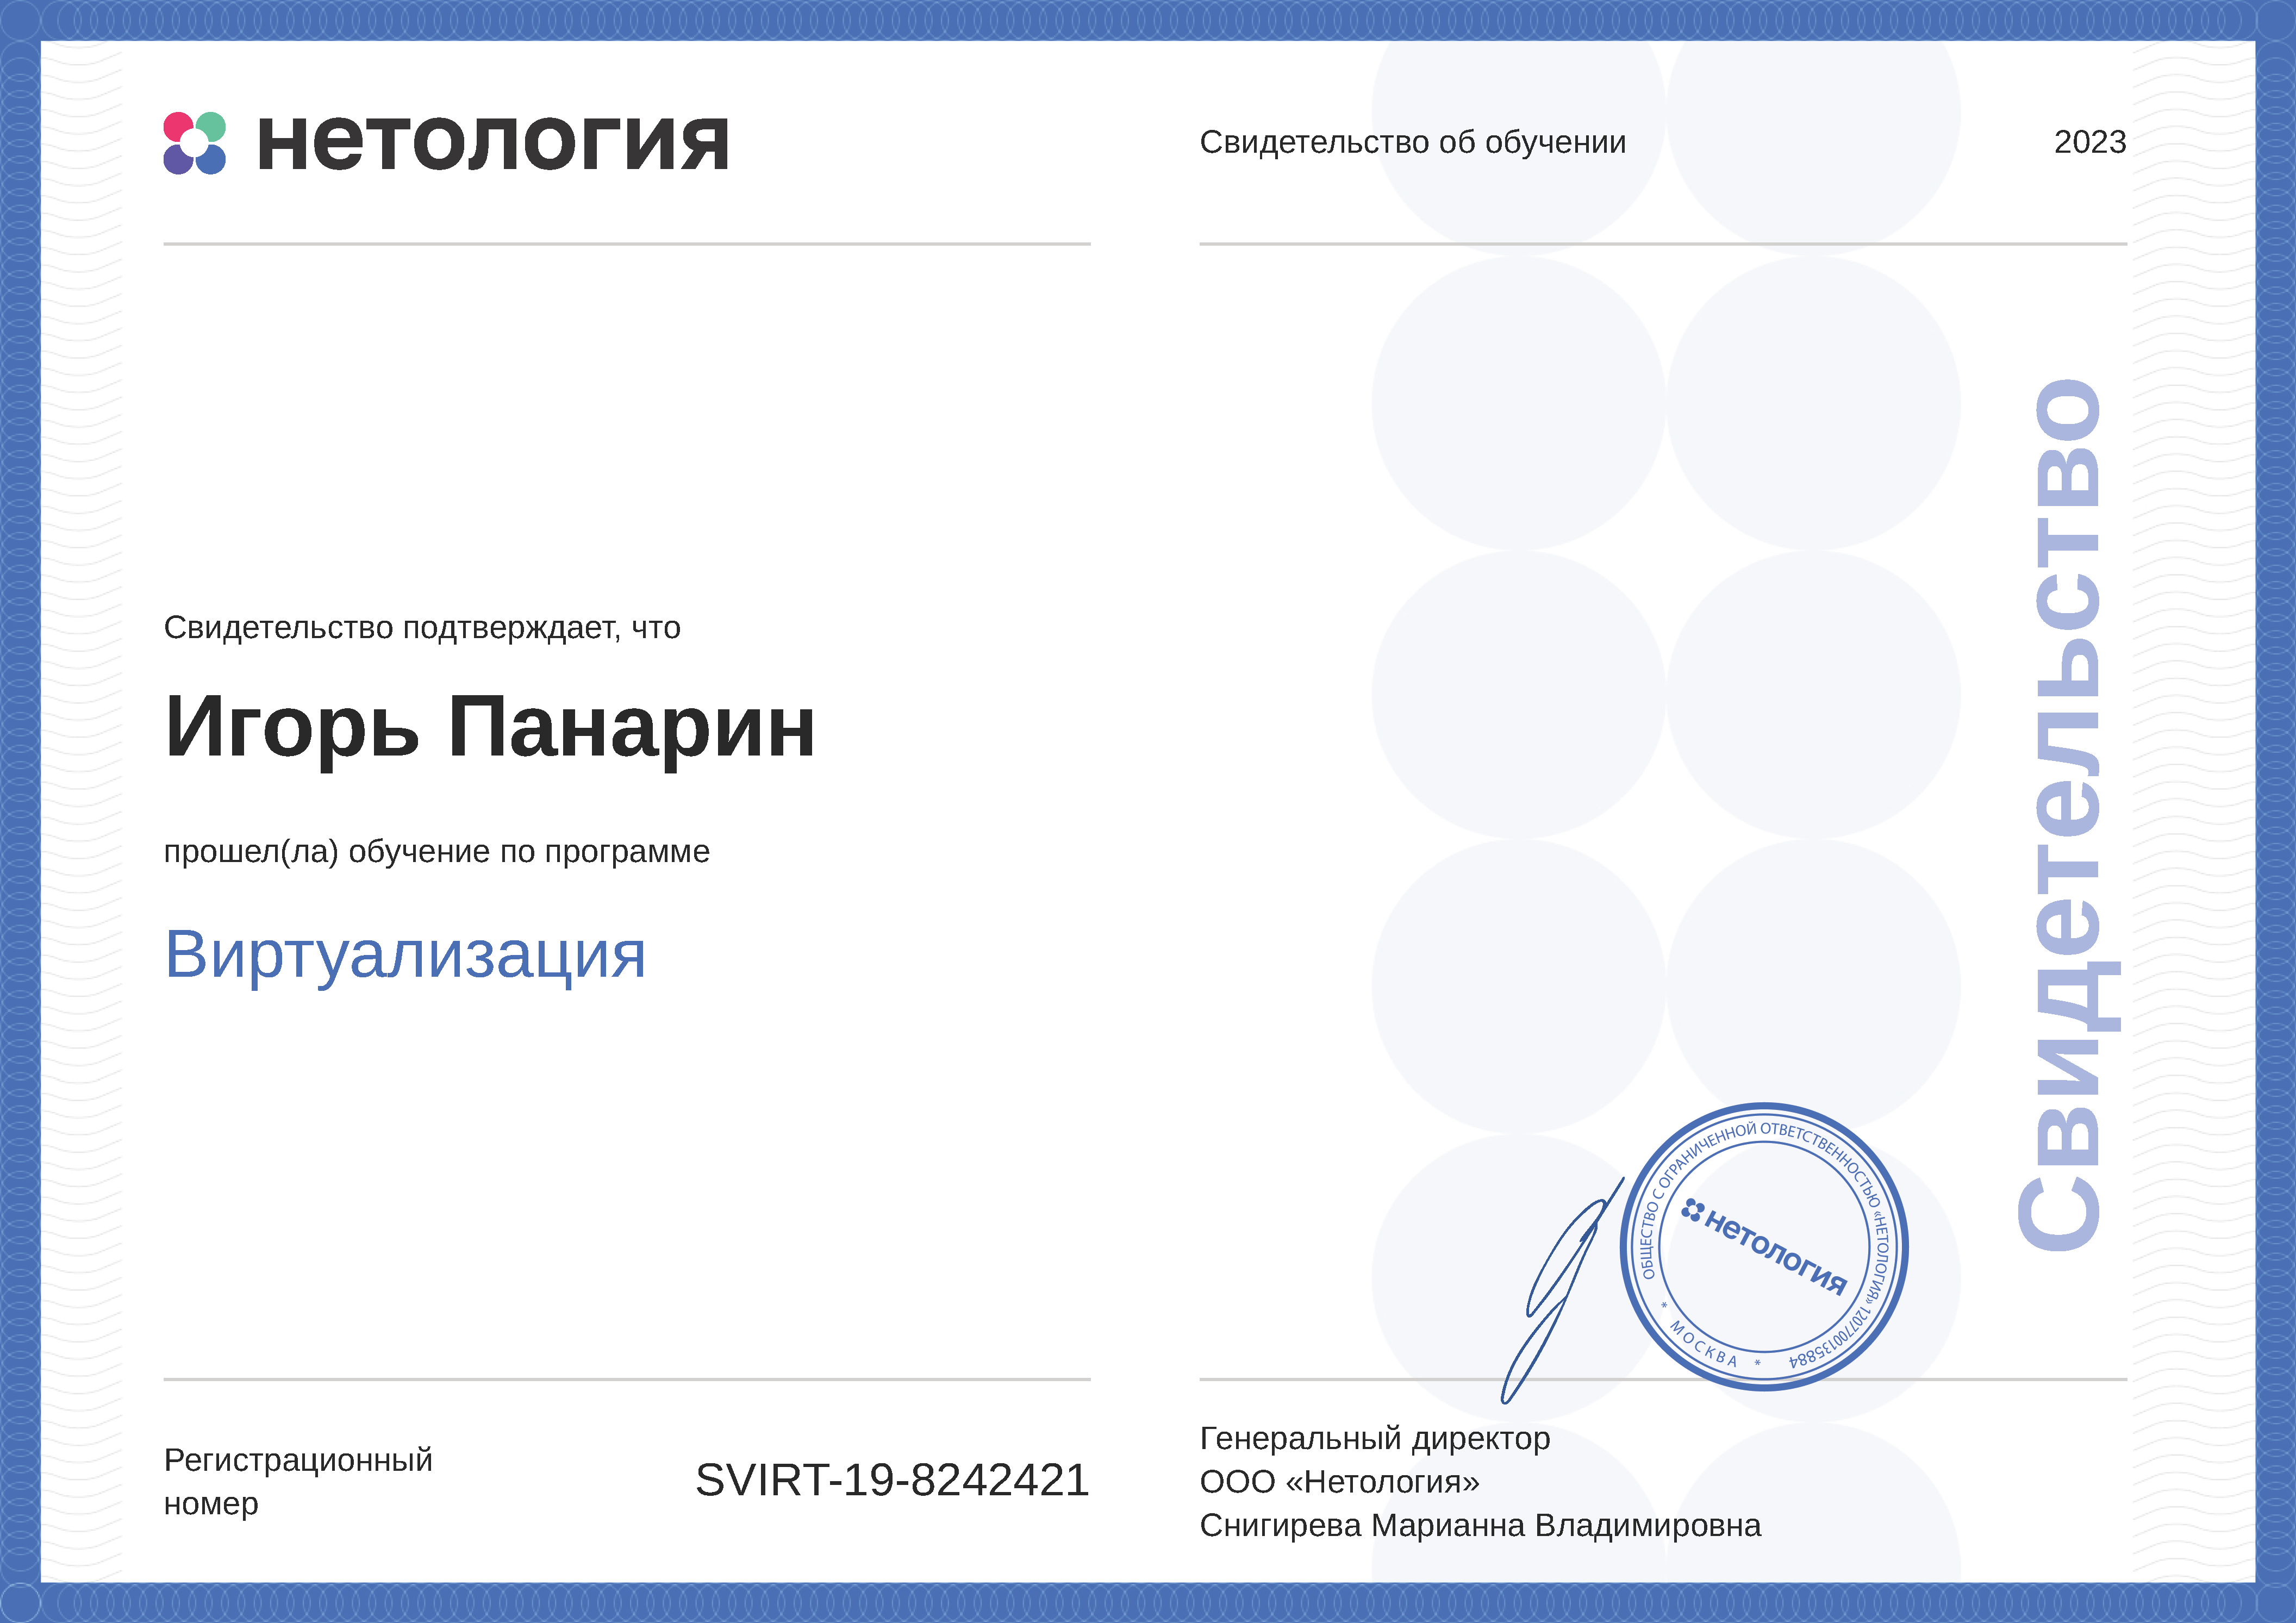 нетология
Свидетельство об обучении
2023
Свидетельство подтверждает, что
Игорь Панарин
прошел(ла) обучение по программе
Виртуализация
Свидетельство
ОБЩЕСТВО С ОГРАНИЧЕННОЙ ОТВЕТСТВЕННОСТЬЮ «НЕТОЛОГИЯ» 1207700135884
* МОСКВА *
нетология
Регистрационный
номер
SVIRT-19-8242421
Генеральный директор
ООО «Нетология»
Снигирева Марианна Владимировна